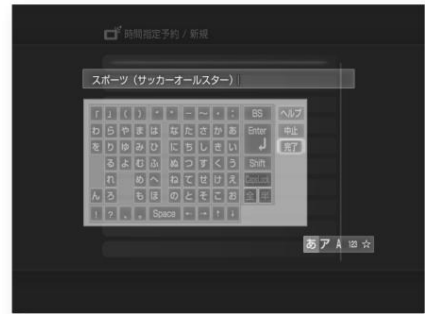 時間指定予約 / 新規
スポーツ（サッカーオールスター）
「 」 （ ） ・ ・ － ～ ・ ： BS ヘルプ
わ ら や ま は な た さ か あ Enter 中止
を り ゆ み ひ に ち し き い 完了
る よ む ふ ぬ つ す く う Shift
れ め へ ね て せ け え CapsLock
ん ろ も ほ の と そ こ お 全 半
！ ？ 、 。 Space ← → ↑ ↓
あ ア A 123 ☆